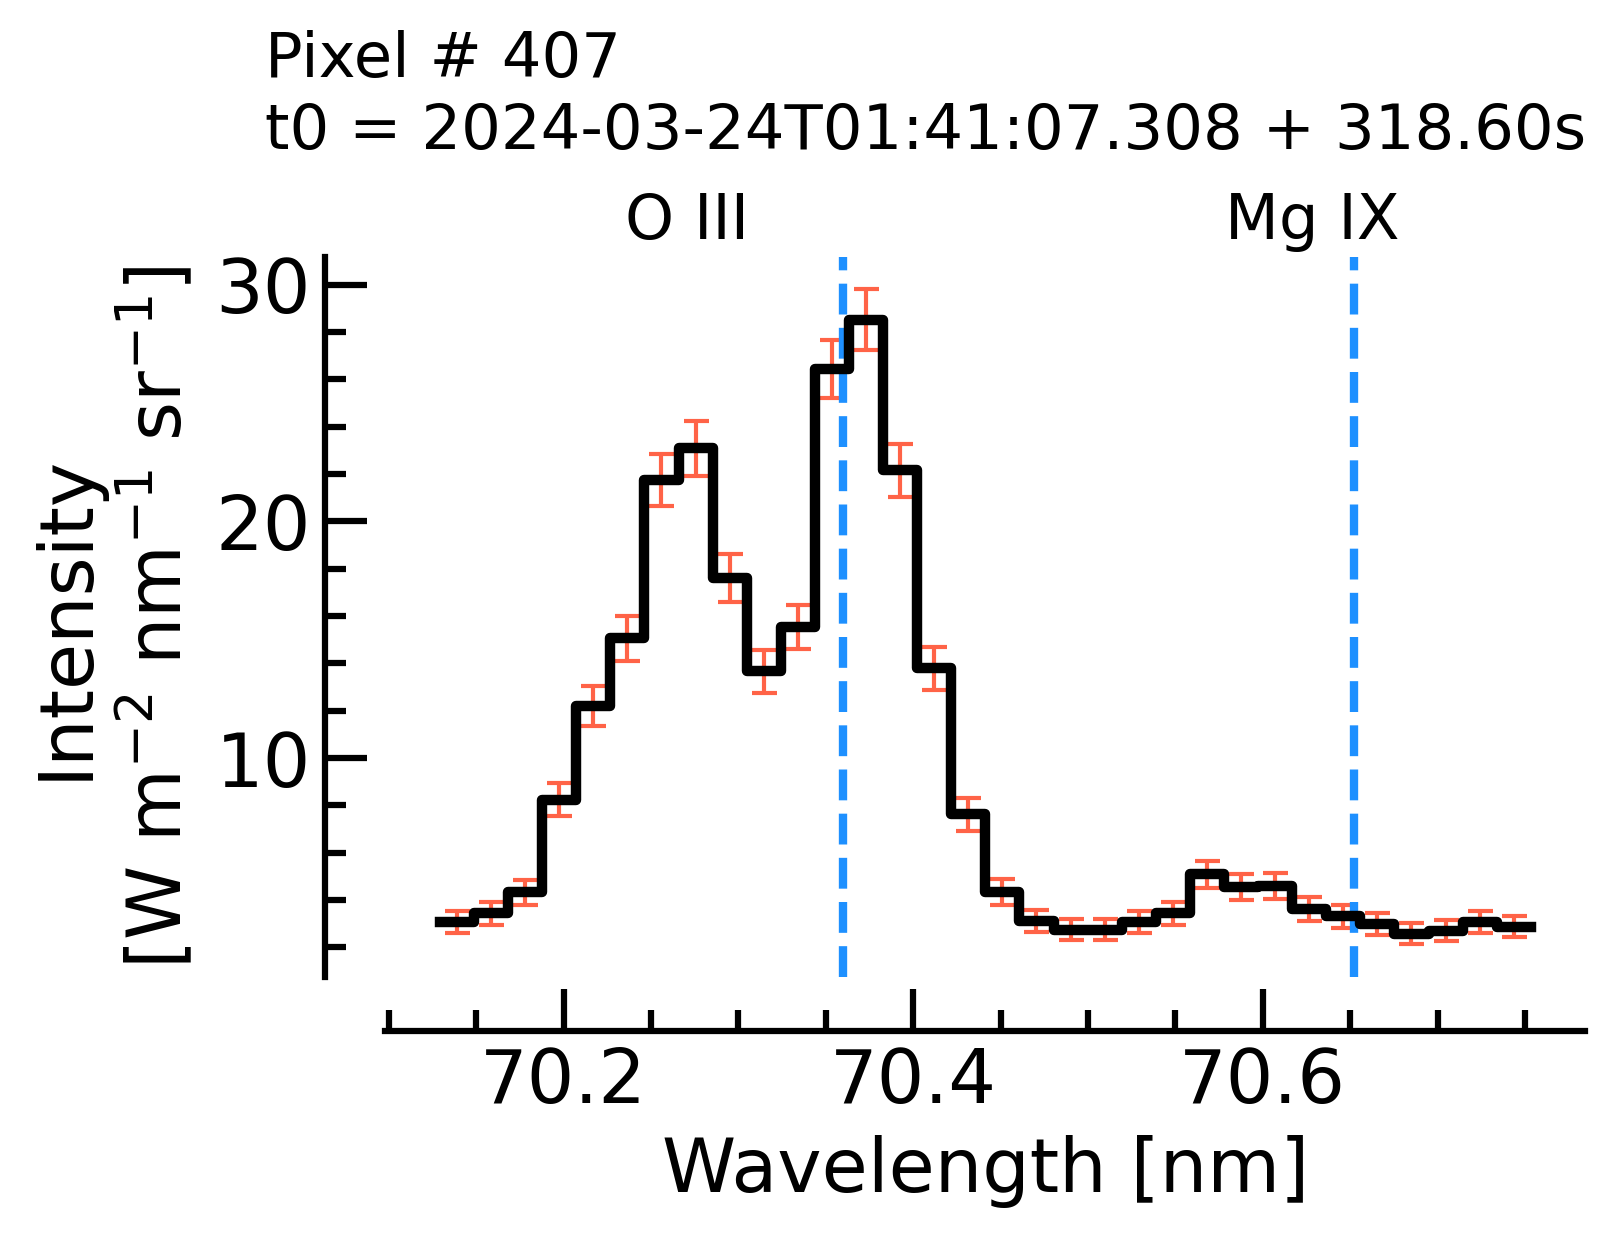 Pixel # 407
t0 = 2024-03-24T01:41:07.308 + 318.60s
O III
Mg IX
Intensity
[W m⁻² nm⁻¹ sr⁻¹]
30
20
10
70.2
70.4
70.6
Wavelength [nm]